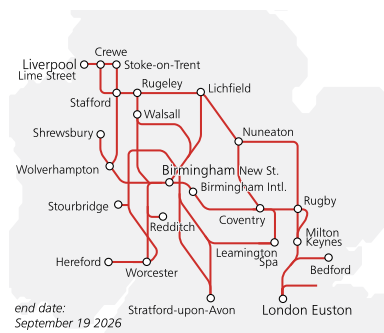 Crewe
Liverpool
Lime Street
Stoke-on-Trent
Rugeley
Lichfield
Stafford
Walsall
Shrewsbury
Nuneaton
Wolverhampton
Birmingham New St.
Birmingham Intl.
Stourbridge
Redditch
Coventry
Rugby
Milton
Keynes
Leamington
Spa
Bedford
Hereford
Worcester
Stratford-upon-Avon
London Euston
end date:
September 19 2026